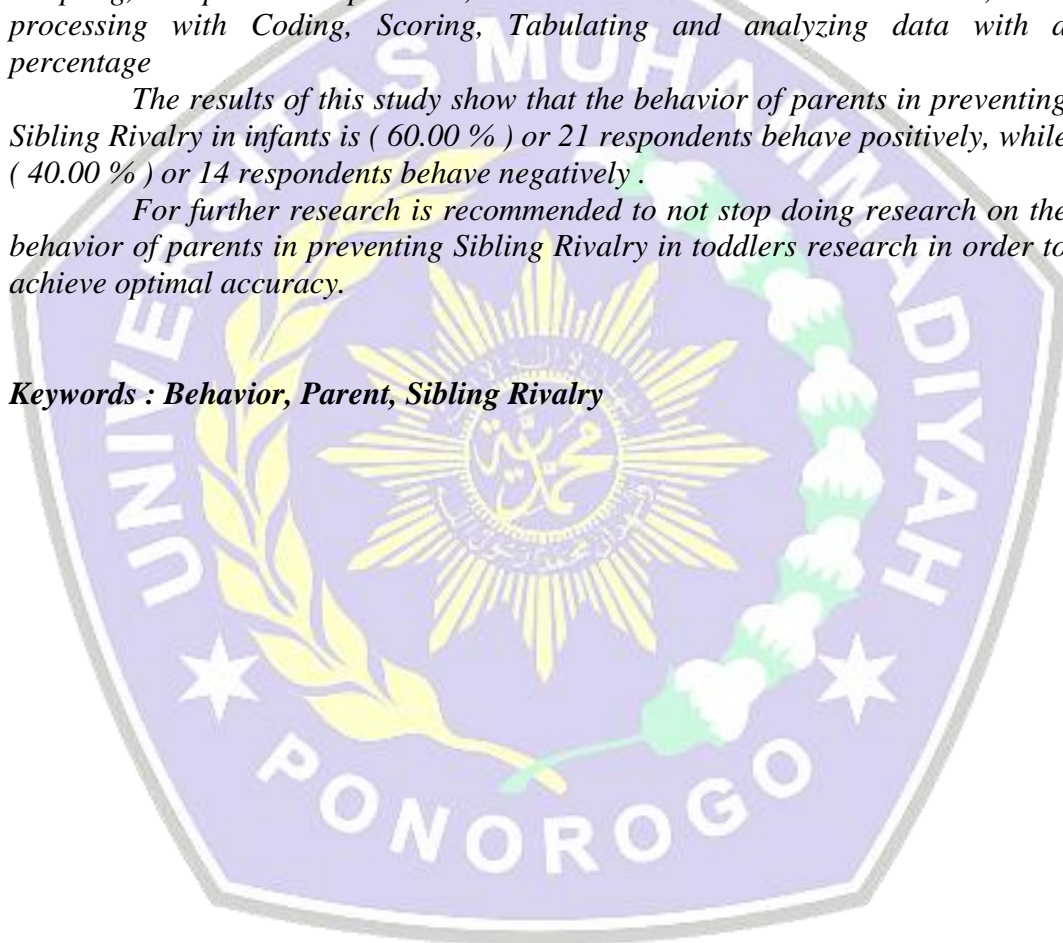 processing with Coding, Scoring, Tabulating and analyzing data with a
percentage
The results of this study show that the behavior of parents in preventing
Sibling Rivalry in infants is ( 60.00 % ) or 21 respondents behave positively, while
( 40.00 % ) or 14 respondents behave negatively .
For further research is recommended to not stop doing research on the
behavior of parents in preventing Sibling Rivalry in toddlers research in order to
achieve optimal accuracy.
Keywords : Behavior, Parent, Sibling Rivalry
UNIVERSITAS MUHAMMADIYAH
PONOROGO
محمدية